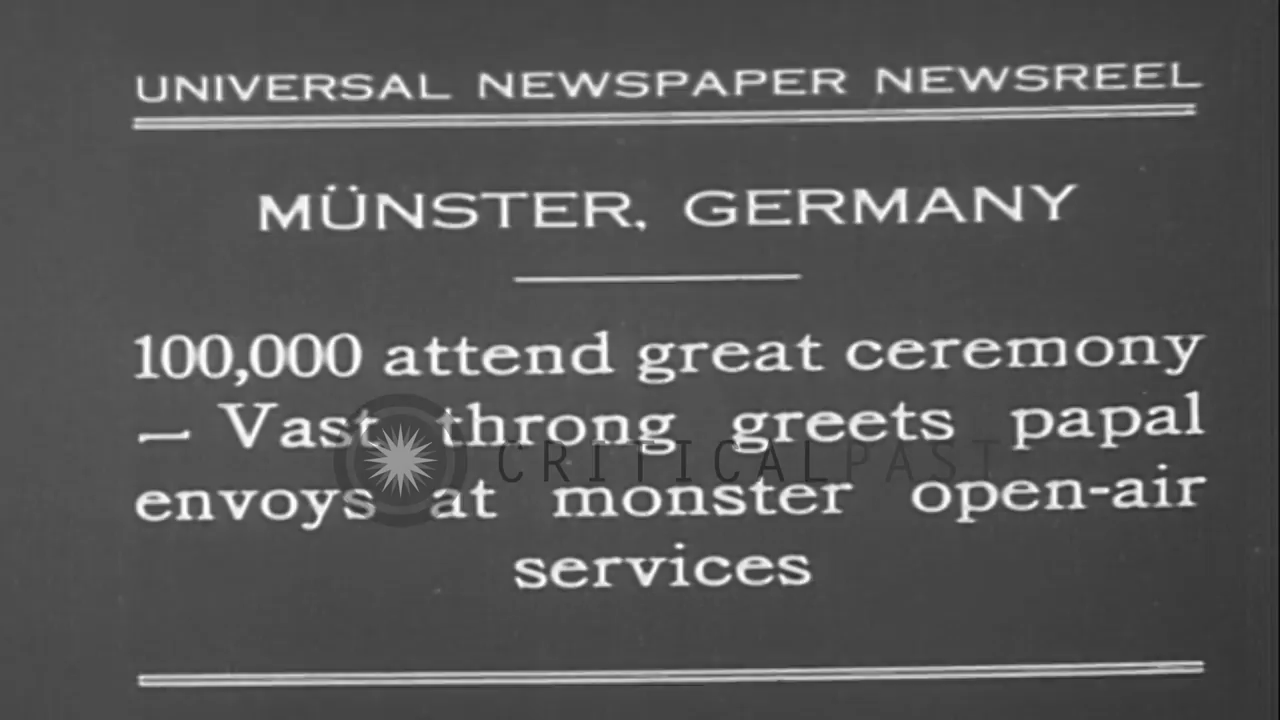 UNIVERSAL NEWSPAPER NEWSREEL
MÜNSTER, GERMANY
100,000 attend great ceremony
— Vast throng greets papal
envoys at monster open-air
services
CRITICALPAST